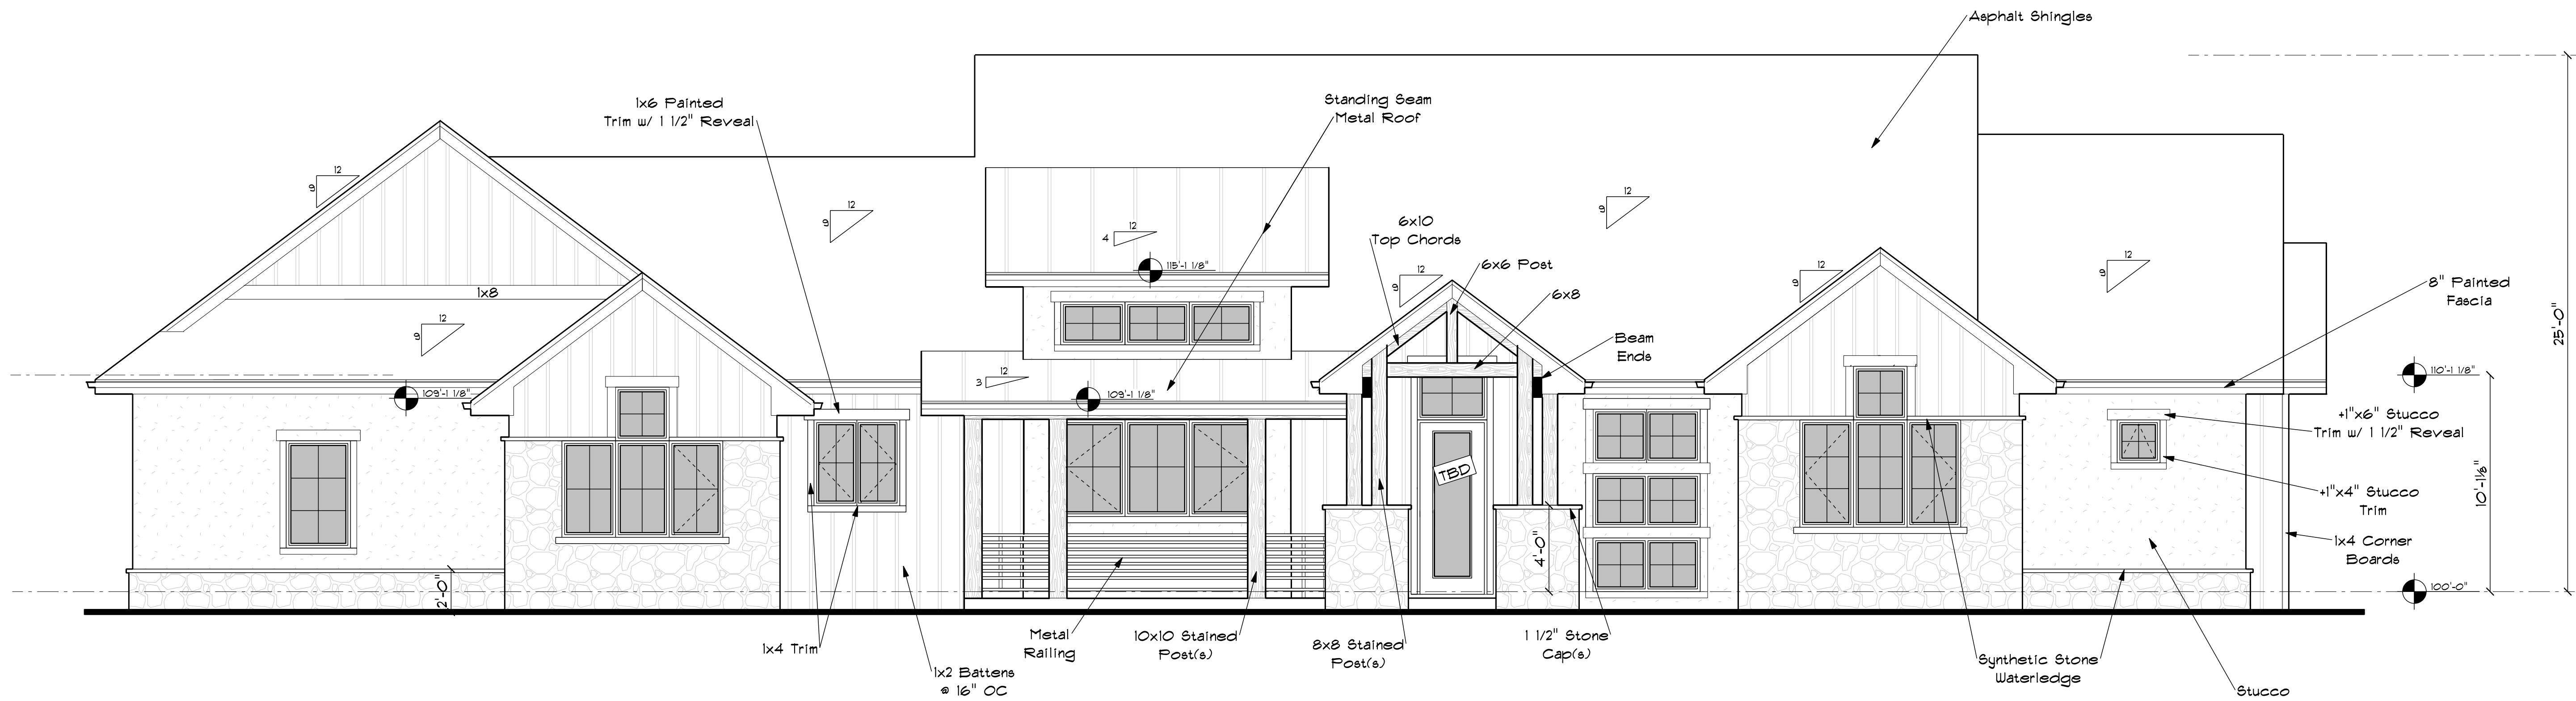 Asphalt Shingles
1x6 Painted
Trim w/ 1 1/2" Reveal
Standing Seam
Metal Roof
12
9
12
9
12
9
12
4
6x10
Top Chords
115'-1 1/8"
6x6 Post
12
9
12
9
12
9
6x8
8" Painted
Fascia
1x8
25'-0"
12
9
Beam
Ends
12
3
110'-1 1/8"
109'-1 1/8"
109'-1 1/8"
+1"x6" Stucco
Trim w/ 1 1/2" Reveal
TBD
10'-1⅛"
+1"x4" Stucco
Trim
4'-0"
1x4 Corner
Boards
2'-0"
100'-0"
Metal
Railing
10x10 Stained
Post(s)
8x8 Stained
Post(s)
1 1/2" Stone
Cap(s)
1x4 Trim
1x2 Battens
@ 16" OC
Synthetic Stone
Waterledge
Stucco